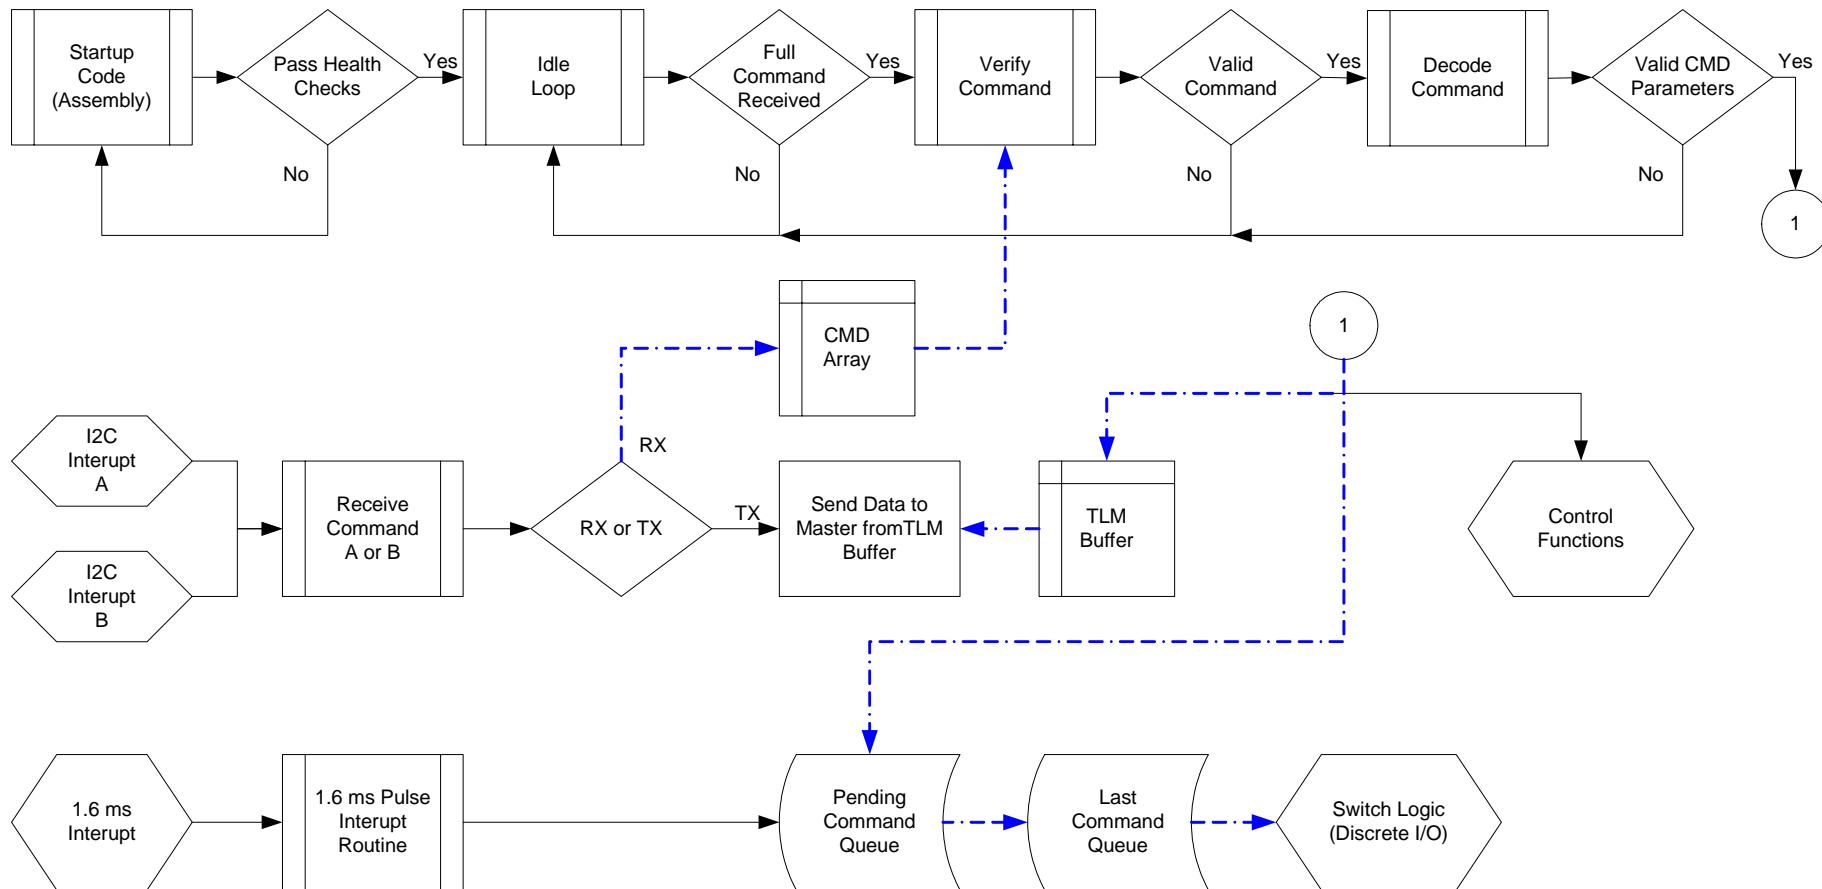 Startup
Code
(Assembly)
Pass Health
Checks
Yes
No
Idle
Loop
Full
Command
Received
Yes
No
Verify
Command
Valid
Command
Yes
No
Decode
Command
Valid CMD
Parameters
Yes
No
1
CMD
Array
1
I2C
Interupt
A
I2C
Interupt
B
Receive
Command
A or B
RX or TX
RX
TX
Send Data to
Master fromTLM
Buffer
TLM
Buffer
Control
Functions
1.6 ms
Interupt
1.6 ms Pulse
Interupt
Routine
Pending
Command
Queue
Last
Command
Queue
Switch Logic
(Discrete I/O)